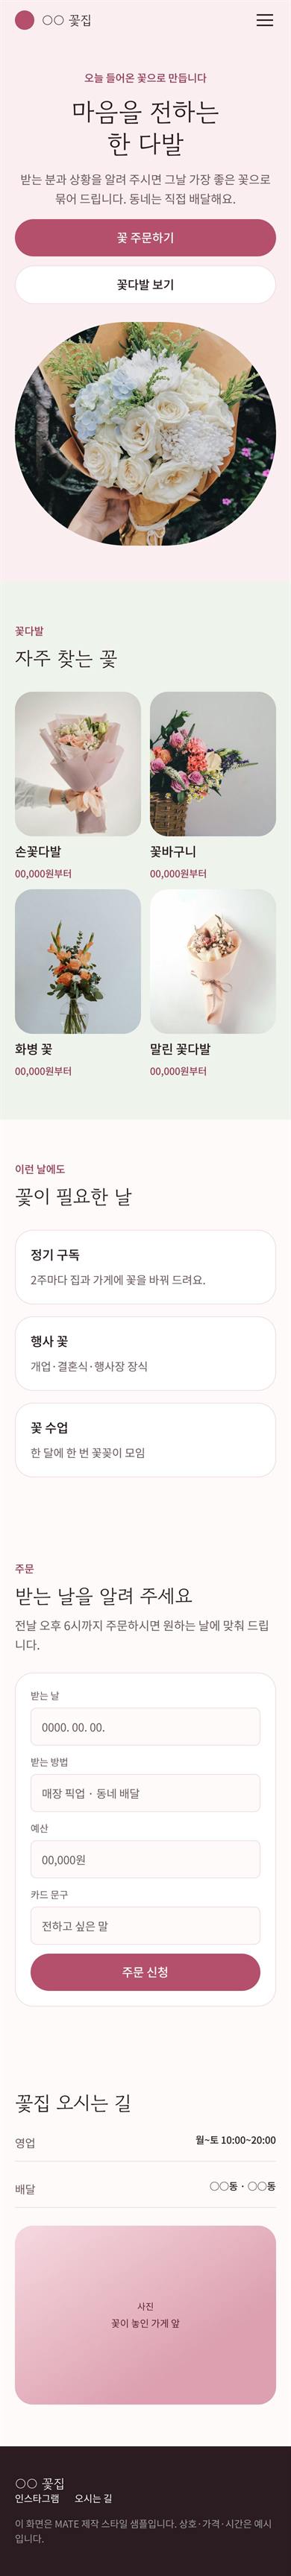 ○○ 꽃집
오늘 들어온 꽃으로 만듭니다
마음을 전하는
한 다발
받는 분과 상황을 알려 주시면 그날 가장 좋은 꽃으로
묶어 드립니다. 동네는 직접 배달해요.
꽃 주문하기
꽃다발 보기
꽃다발
자주 찾는 꽃
손꽃다발
00,000원부터
꽃바구니
00,000원부터
화병 꽃
00,000원부터
말린 꽃다발
00,000원부터
이런 날에도
꽃이 필요한 날
정기 구독
2주마다 집과 가게에 꽃을 바꿔 드려요.
행사 꽃
개업·결혼식·행사장 장식
꽃 수업
한 달에 한 번 꽃꽂이 모임
주문
받는 날을 알려 주세요
전날 오후 6시까지 주문하시면 원하는 날에 맞춰 드립
니다.
받는 날
0000. 00. 00.
받는 방법
매장 픽업 · 동네 배달
예산
00,000원
카드 문구
전하고 싶은 말
주문 신청
꽃집 오시는 길
영업 월~토 10:00~20:00
배달 ○○동 · ○○동
사진
꽃이 놓인 가게 앞
○○ 꽃집
인스타그램 오시는 길
이 화면은 MATE 제작 스타일 샘플입니다. 상호·가격·시간은 예시
입니다.